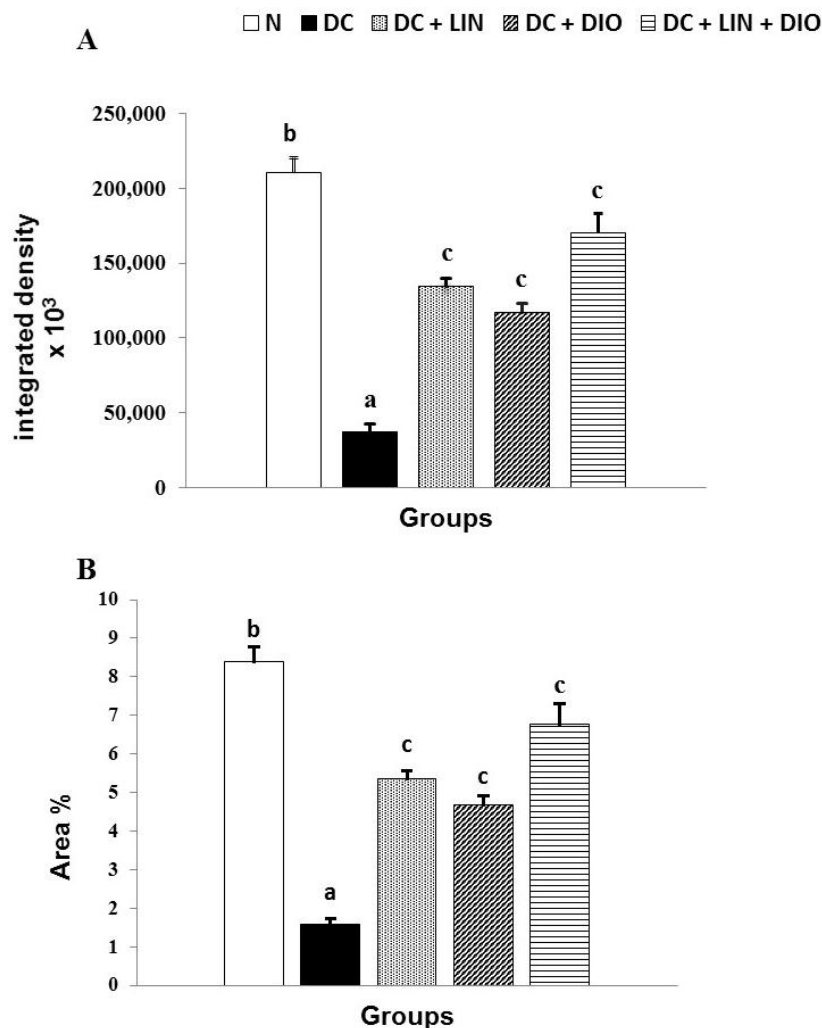 N DC DC + LIN DC + DIO DC + LIN + DIO
A
250,000
200,000
150,000
100,000
50,000
0
integrated density
x 10³
b
a
c
c
c
Groups
B
10
9
8
7
6
5
4
3
2
1
0
Area %
b
a
c
c
c
Groups